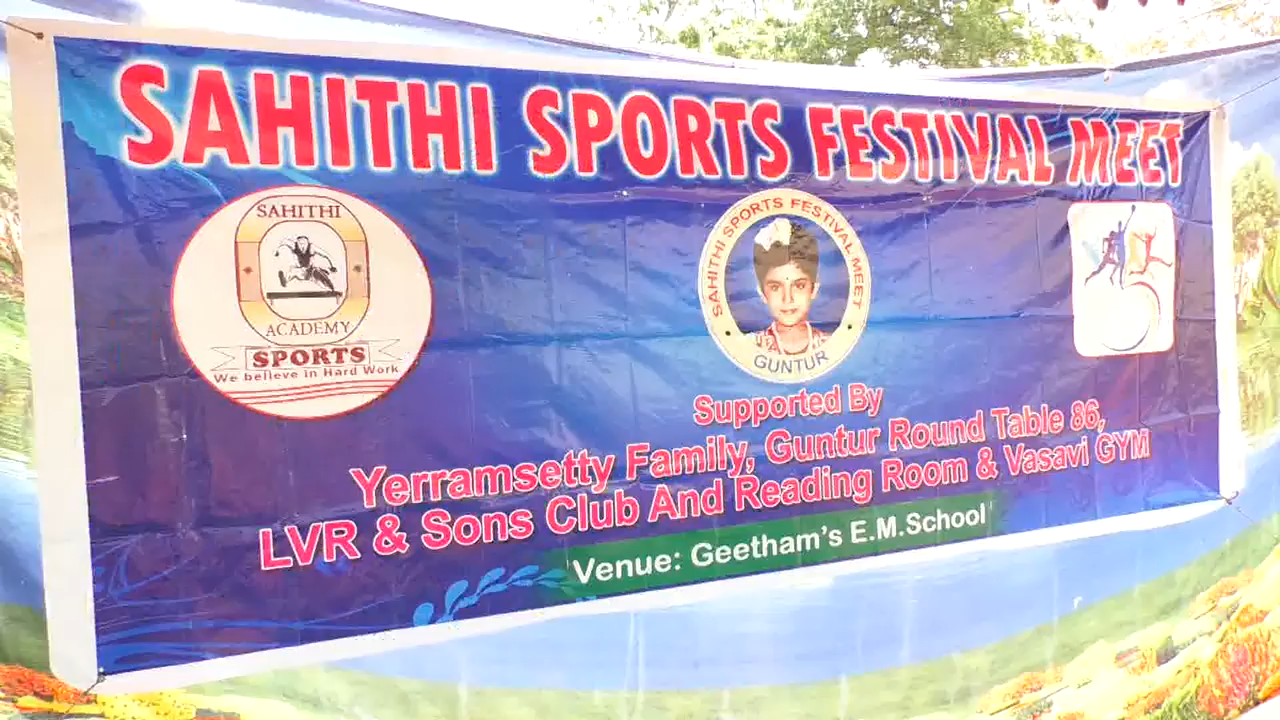 SAHITHI SPORTS FESTIVAL MEET
SAHITHI
ACADEMY
SPORTS
We believe in Hard Work
SAHITHI SPORTS FESTIVAL MEET
GUNTUR
Supported By
Yerramsetty Family, Guntur Round Table 86,
LVR & Sons Club And Reading Room & Vasavi GYM
Venue: Geetham's E.M.School